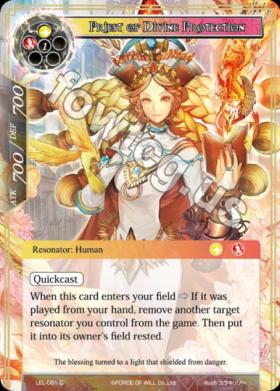 Priest of Divine Protection
1
ATK 700 / DEF 700
Resonator: Human
Quickcast
When this card enters your field ⇨ If it
was played from your hand, remove another
target resonator you control from the game. Then put
it into its owner's field rested.
The blessing turned to a light that shielded from danger.
LEL-081 C
©FORCE OF WILL Co.,Ltd.